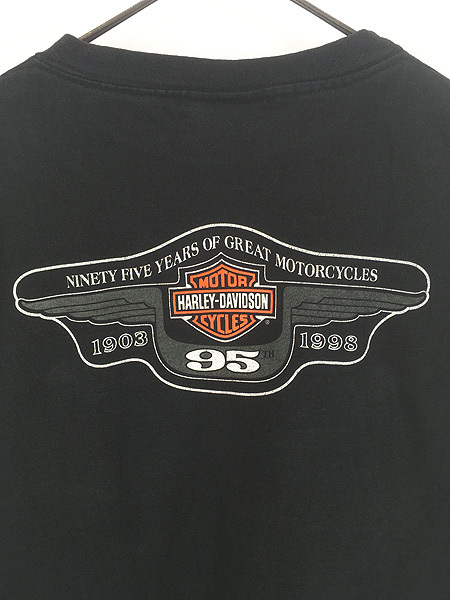 NINETY FIVE YEARS OF GREAT MOTORCYCLES
MOTOR
HARLEY-DAVIDSON
CYCLES
®
1903 95TH 1998